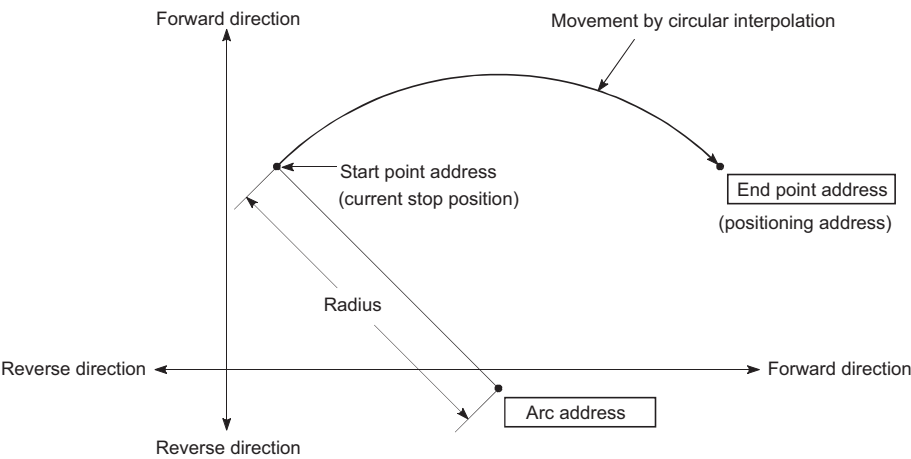 Forward direction
Movement by circular interpolation
Start point address
(current stop position)
End point address
(positioning address)
Radius
Reverse direction
Forward direction
Arc address
Reverse direction